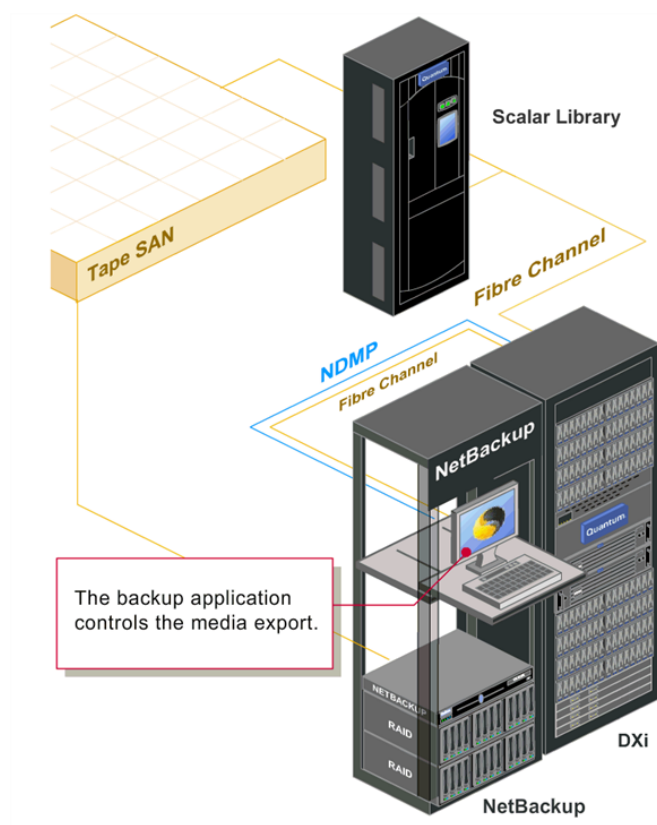 Quantum
Scalar Library
Tape SAN
Fibre Channel
NDMP
Fibre Channel
NetBackup
Quantum
The backup application
controls the media export.
NETBACKUP
RAID
RAID
DXi
NetBackup